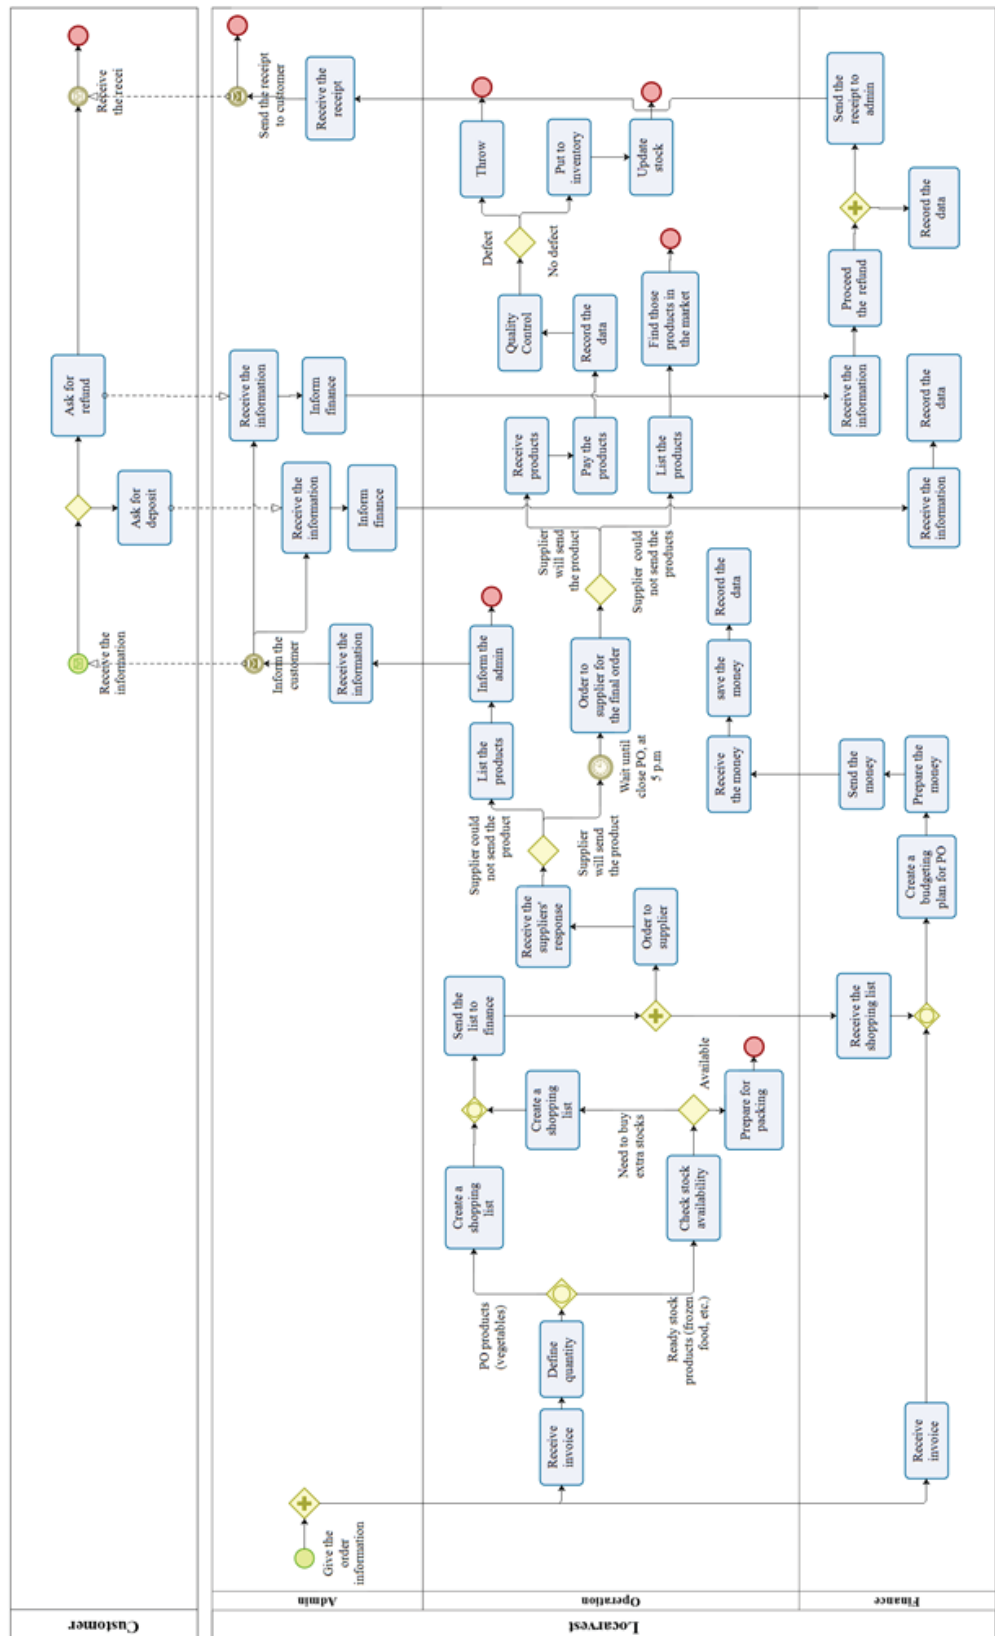 Customer
Receive the
information
Ask for
deposit
Ask for
refund
Receive
the recei
Locarvest
Admin
Give the
order
information
Receive the
information
Inform the
customer
Receive the
information
Inform
finance
Receive the
information
Inform
finance
Receive the
receipt
Send the receipt
to customer
Operation
Receive
invoice
Define
quantity
PO products
(vegetables)
Ready stock
products (frozen
food, etc.)
Create a
shopping
list
Check stock
availability
Need to buy
extra stocks
Available
Create a
shopping
list
Prepare for
packing
Send the
list to
finance
Order to
supplier
Receive the
suppliers'
response
Supplier could
not send the
product
Supplier
will send
the product
List the
products
Inform the
admin
Wait until
close PO, at
5 p.m
Order to
supplier for
the final order
Receive
the money
save the
money
Record the
data
Supplier
will send
the product
Supplier could
not send the
products
Receive
products
Pay the
products
List the
products
Record the
data
Quality
Control
Find those
products in
the market
Defect
No defect
Throw
Put to
inventory
Update
stock
Finance
Receive
invoice
Receive the
shopping list
Create a
budgeting
plan for PO
Prepare the
money
Send the
money
Receive the
information
Record the
data
Receive the
information
Proceed
the refund
Record the
data
Send the
receipt to
admin